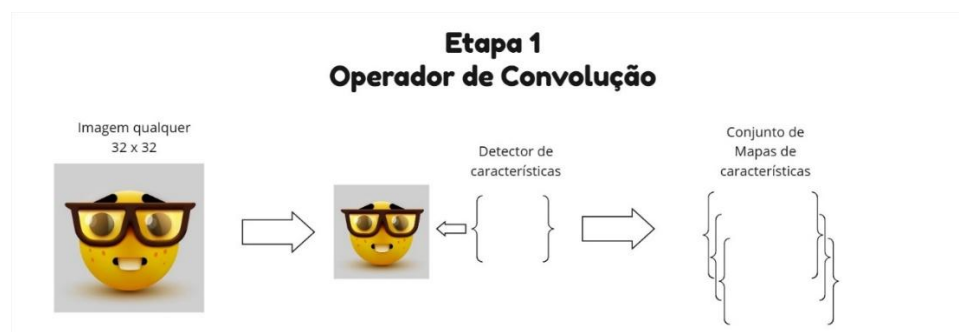 Etapa 1
Operador de Convolução
Imagem qualquer
32 x 32
Detector de
características
Conjunto de
Mapas de
características